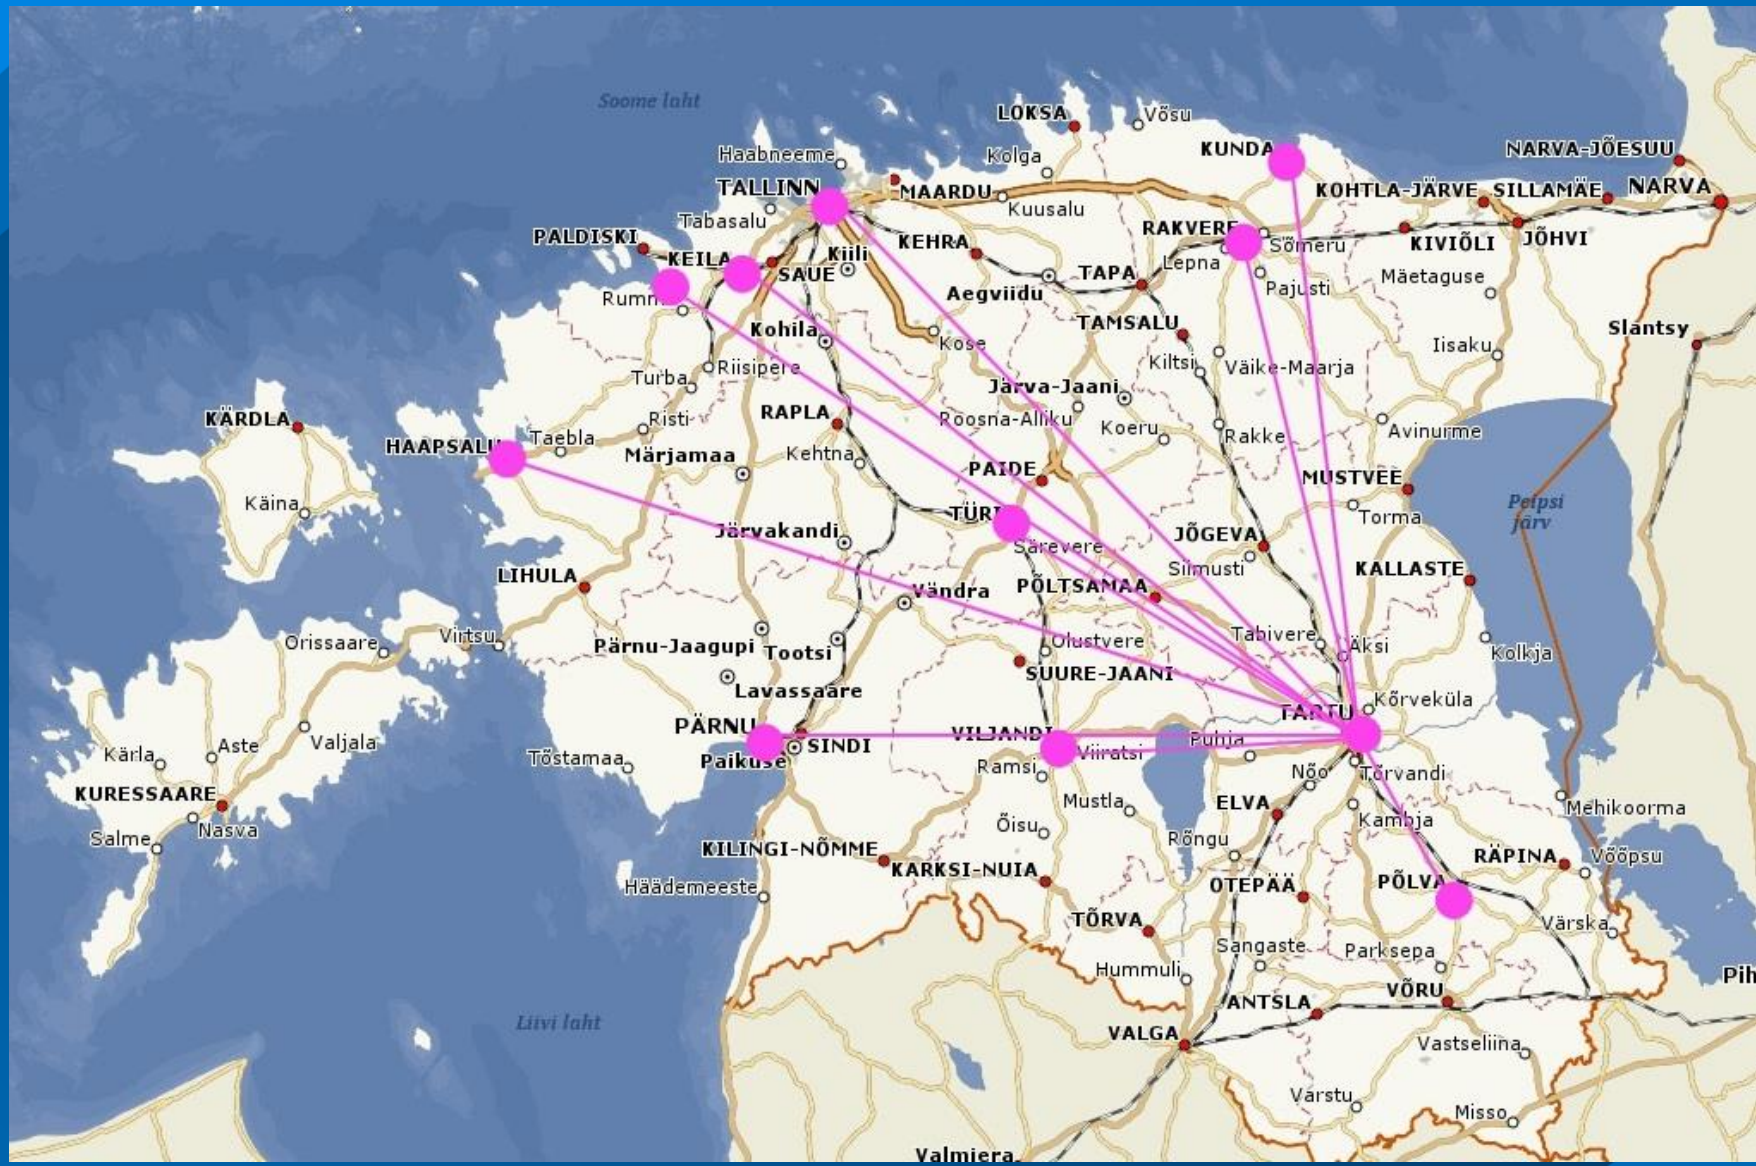 Soome laht
LOKSA
Võsu
KUNDA
NARVA-JÕESUU
Haabneeme
Kolga
TALLINN
MAARDU
KOHTLA-JÄRVE
SILLAMÄE
NARVA
Tabasalu
Kuusalu
PALDISKI
KEHRA
RAKVERE
Sõmeru
KIVIÕLI
JÕHVI
KEILA
SAUE
Kiili
TAPA
Lepna
Mäetaguse
Rumm
Aegviidu
Pajusti
Kohila
Kose
TAMSALU
Slantsy
Riisipere
Kiltsi
Väike-Maarja
Iisaku
Turba
Järva-Jaani
KÄRDLA
Risti
RAPLA
Roosna-Alliku
Koeru
Rakke
Avinurme
HAAPSALU
Taebla
Märjamaa
Kehtna
PAIDE
MUSTVEE
Käina
TÜRI
Torma
Peipsi
järv
Järvakandi
Särevere
JÕGEVA
LIHULA
Vändra
PÕLTSAMAA
Siimusti
KALLASTE
Orissaare
Virtsu
Pärnu-Jaagupi
Tootsi
Olustvere
Tabivere
Äksi
Kolkja
SUURE-JAANI
Lavassaare
Kõrveküla
Kärla
Aste
Valjala
PÄRNU
SINDI
VILJANDI
Viiratsi
Puhja
TARTU
Tõstamaa
Paikuse
Ramsi
Nõo
Tõrvandi
KURESSAARE
Nasva
Mustla
ELVA
Mehikoorma
Salme
Õisu
Kambja
KILINGI-NÕMME
KARKSI-NUIA
Rõngu
RÄPINA
Võõpsu
Häädemeeste
OTEPÄÄ
PÕLVA
TÕRVA
Värska
Sangaste
Parksepa
Hummuli
Pih
Liivi laht
ANTSLA
VÕRU
VALGA
Vastseliina
Varstu
Misso
Valmiera